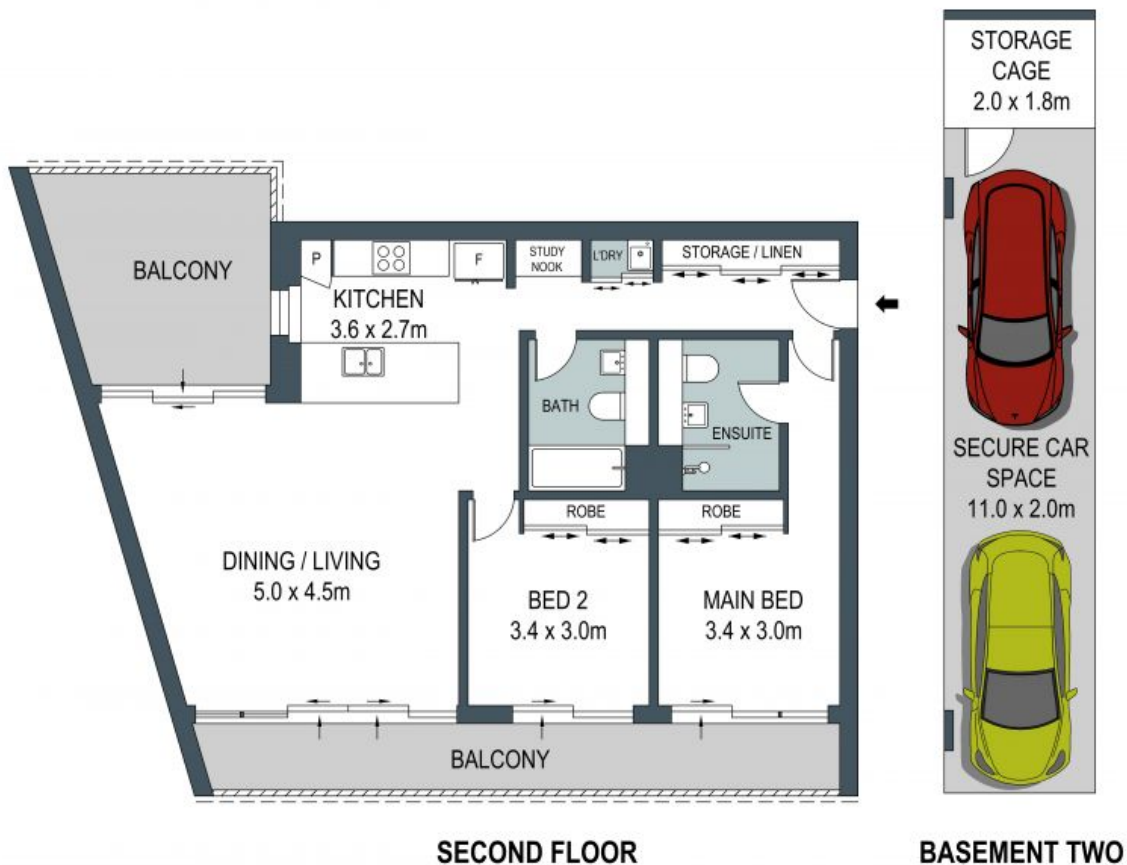 STORAGE
CAGE
2.0 x 1.8m
BALCONY
P
F
STUDY
NOOK
L'DRY
STORAGE / LINEN
KITCHEN
3.6 x 2.7m
BATH
ENSUITE
SECURE CAR
SPACE
11.0 x 2.0m
ROBE
ROBE
DINING / LIVING
5.0 x 4.5m
BED 2
3.4 x 3.0m
MAIN BED
3.4 x 3.0m
BALCONY
SECOND FLOOR
BASEMENT TWO